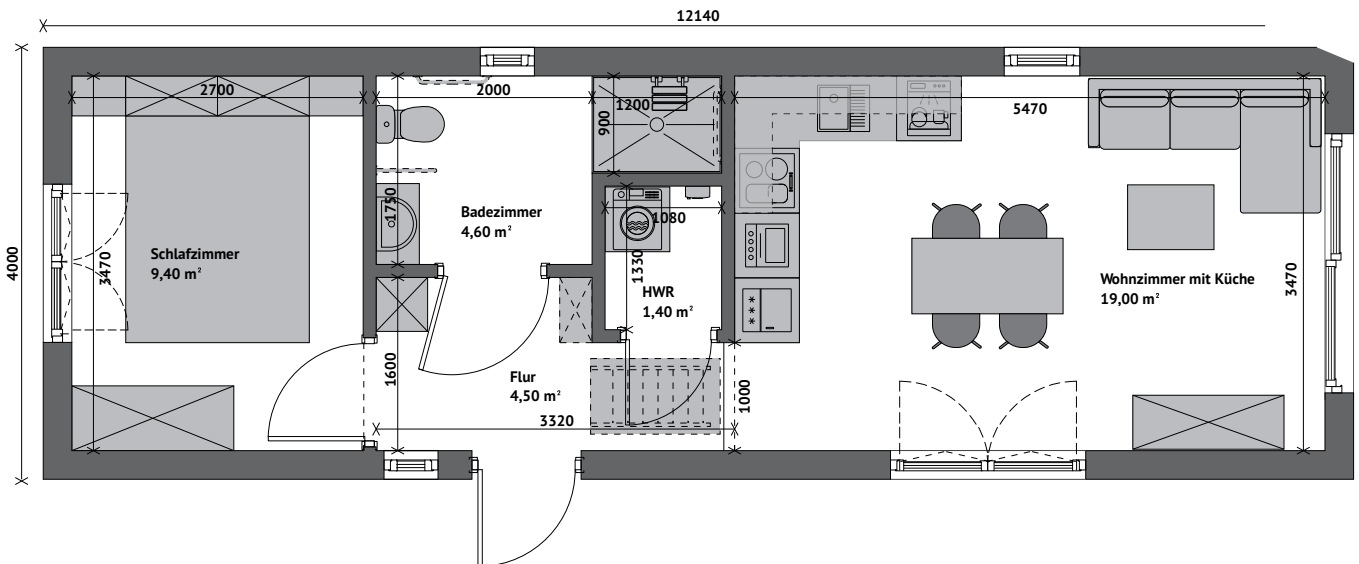 12140
2700
2000
1200
5470
900
4000
3470
1750
Badezimmer
4,60 m²
1080
1330
Schlafzimmer
9,40 m²
HWR
1,40 m²
Wohnzimmer mit Küche
19,00 m²
3470
1600
Flur
4,50 m²
3320
1000